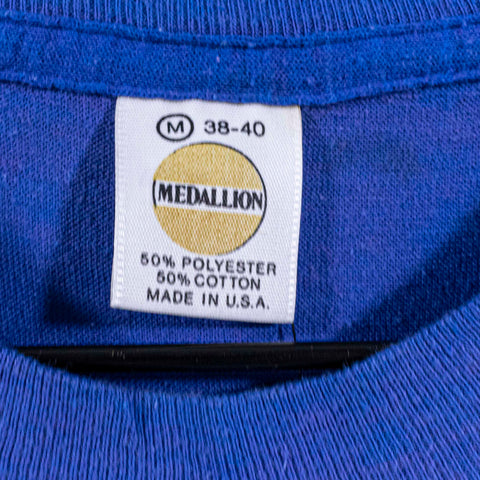 M 38-40
MEDALLION
50% POLYESTER
50% COTTON
MADE IN U.S.A.